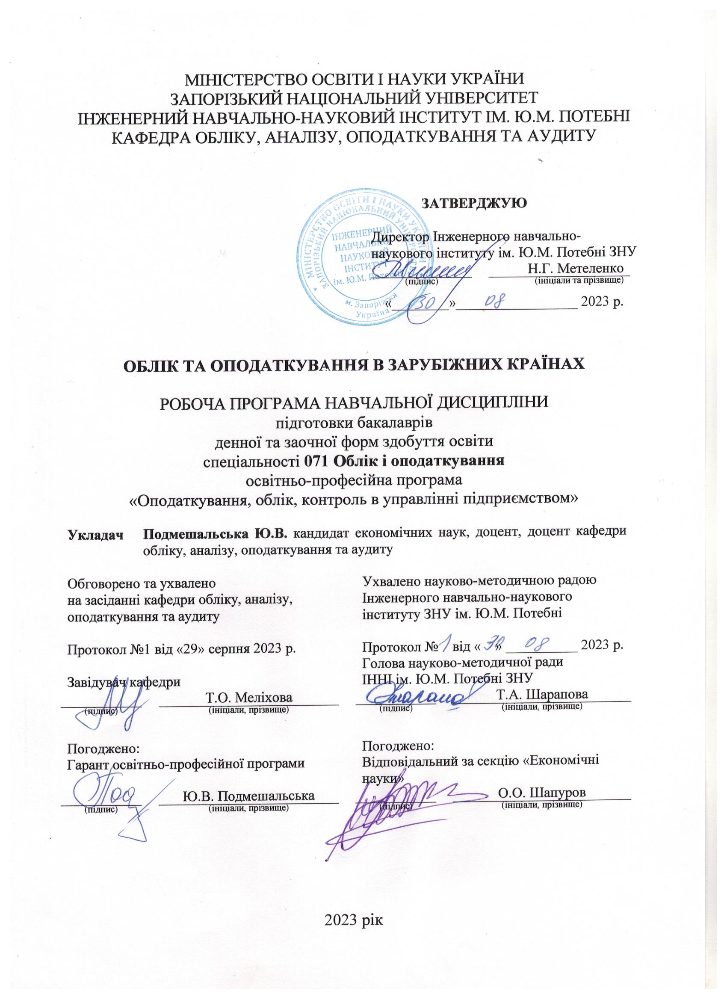 МІНІСТЕРСТВО ОСВІТИ І НАУКИ УКРАЇНИ
ЗАПОРІЗЬКИЙ НАЦІОНАЛЬНИЙ УНІВЕРСИТЕТ
ІНЖЕНЕРНИЙ НАВЧАЛЬНО-НАУКОВИЙ ІНСТИТУТ ІМ. Ю.М. ПОТЕБНІ
КАФЕДРА ОБЛІКУ, АНАЛІЗУ, ОПОДАТКУВАННЯ ТА АУДИТУ
ЗАТВЕРДЖУЮ
* МІНІСТЕРСТВО ОСВІТИ І НАУКИ УКРАЇНИ *
ЗАПОРІЗЬКИЙ НАЦІОНАЛЬНИЙ УНІВЕРСИТЕТ
ІНЖЕНЕРНИЙ
НАВЧАЛЬНО
НАУКОВИЙ
ІНСТИТУТ
ім. Ю.М. Потебні
м. Запоріжжя
Україна
Директор Інженерного навчально-
наукового інституту ім. Ю.М. Потебні ЗНУ
Н.Г. Метеленко
(підпис) (ініціали та прізвище)
«30» 08 2023 р.
ОБЛІК ТА ОПОДАТКУВАННЯ В ЗАРУБІЖНИХ КРАЇНАХ
РОБОЧА ПРОГРАМА НАВЧАЛЬНОЇ ДИСЦИПЛІНИ
підготовки бакалаврів
денної та заочної форм здобуття освіти
спеціальності 071 Облік і оподаткування
освітньо-професійна програма
«Оподаткування, облік, контроль в управлінні підприємством»
Укладач Подмешальська Ю.В. кандидат економічних наук, доцент, доцент кафедри
обліку, аналізу, оподаткування та аудиту
Обговорено та ухвалено
на засіданні кафедри обліку, аналізу,
оподаткування та аудиту
Протокол №1 від «29» серпня 2023 р.
Завідувач кафедри
Т.О. Меліхова
(підпис) (ініціали, прізвище)
Ухвалено науково-методичною радою
Інженерного навчально-наукового
інституту ЗНУ ім. Ю.М. Потебні
Протокол №1 від «30» 08 2023 р.
Голова науково-методичної ради
ІННІ ім. Ю.М. Потебні ЗНУ
Т.А. Шарапова
(підпис) (ініціали, прізвище)
Погоджено:
Гарант освітньо-професійної програми
Ю.В. Подмешальська
(підпис) (ініціали, прізвище)
Погоджено:
Відповідальний за секцію «Економічні
науки»
О.О. Шапуров
(підпис) (ініціали, прізвище)
2023 рік